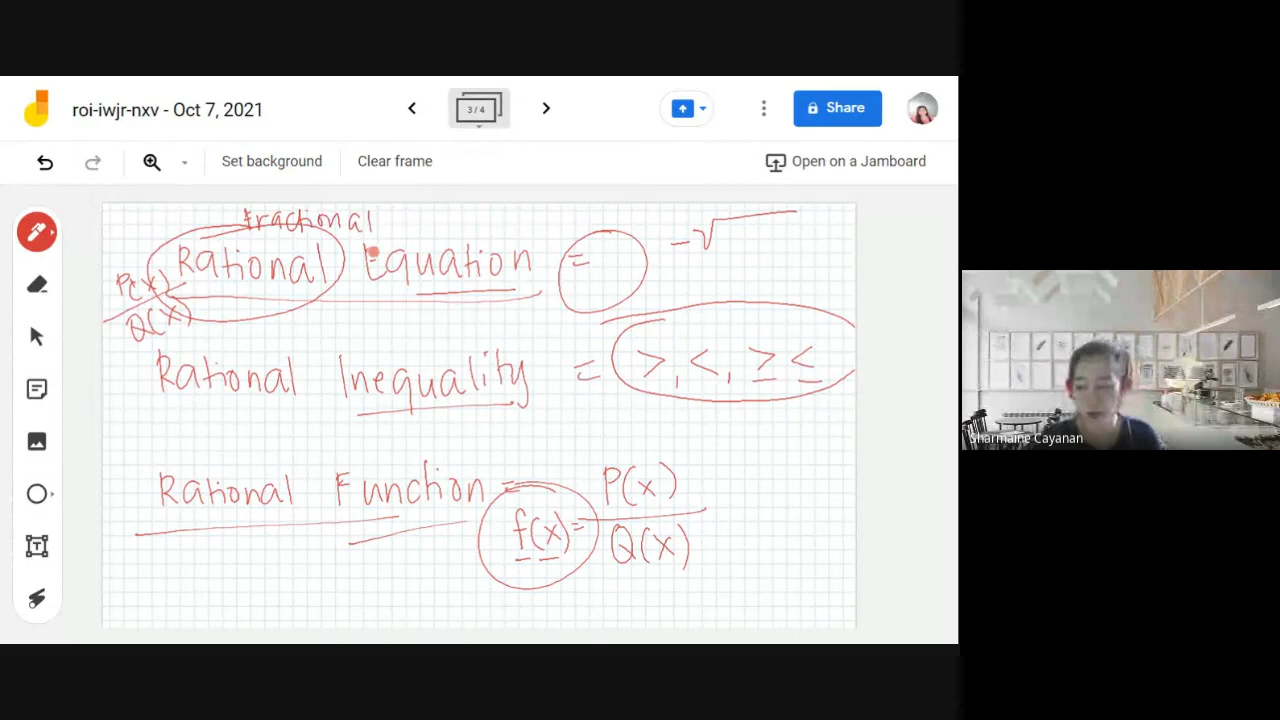 roi-iwjr-nxv - Oct 7, 2021
3 / 4
Share
Set background
Clear frame
Open on a Jamboard
fractional
Rational Equation =
-√
P(x)
Q(x)
Rational Inequality = >, <, ≥ ≤
Rational Function = P(x)
f(x)=
Q(x)
Sharmaine Cayanan